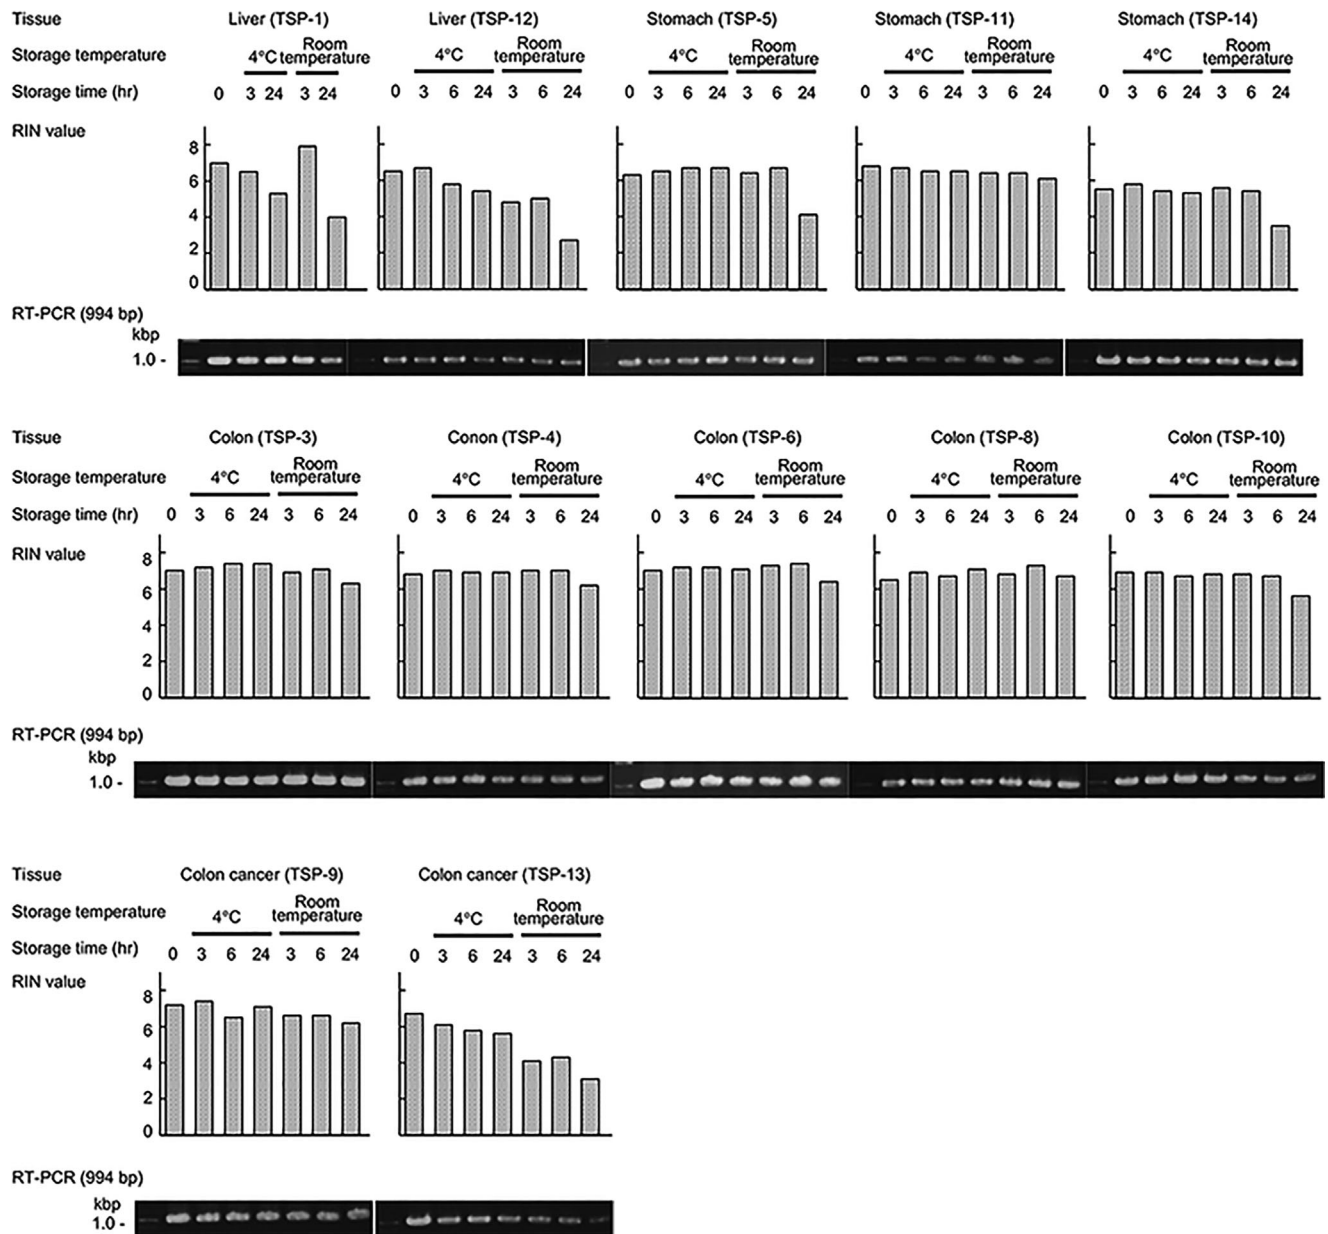 Tissue Liver (TSP-1) Liver (TSP-12) Stomach (TSP-5) Stomach (TSP-11) Stomach (TSP-14)
Storage temperature 4°C Room temperature 4°C Room temperature 4°C Room temperature 4°C Room temperature 4°C Room temperature
Storage time (hr) 0 3 24 3 24 0 3 6 24 3 6 24 0 3 6 24 3 6 24 0 3 6 24 3 6 24 0 3 6 24 3 6 24
RIN value
8
6
4
2
0
RT-PCR (994 bp)
kbp
1.0 -
Tissue Colon (TSP-3) Conon (TSP-4) Colon (TSP-6) Colon (TSP-8) Colon (TSP-10)
Storage temperature 4°C Room temperature 4°C Room temperature 4°C Room temperature 4°C Room temperature 4°C Room temperature
Storage time (hr) 0 3 6 24 3 6 24 0 3 6 24 3 6 24 0 3 6 24 3 6 24 0 3 6 24 3 6 24 0 3 6 24 3 6 24
RIN value
8
6
4
2
0
RT-PCR (994 bp)
kbp
1.0 -
Tissue Colon cancer (TSP-9) Colon cancer (TSP-13)
Storage temperature 4°C Room temperature 4°C Room temperature
Storage time (hr) 0 3 6 24 3 6 24 0 3 6 24 3 6 24
RIN value
8
6
4
2
0
RT-PCR (994 bp)
kbp
1.0 -